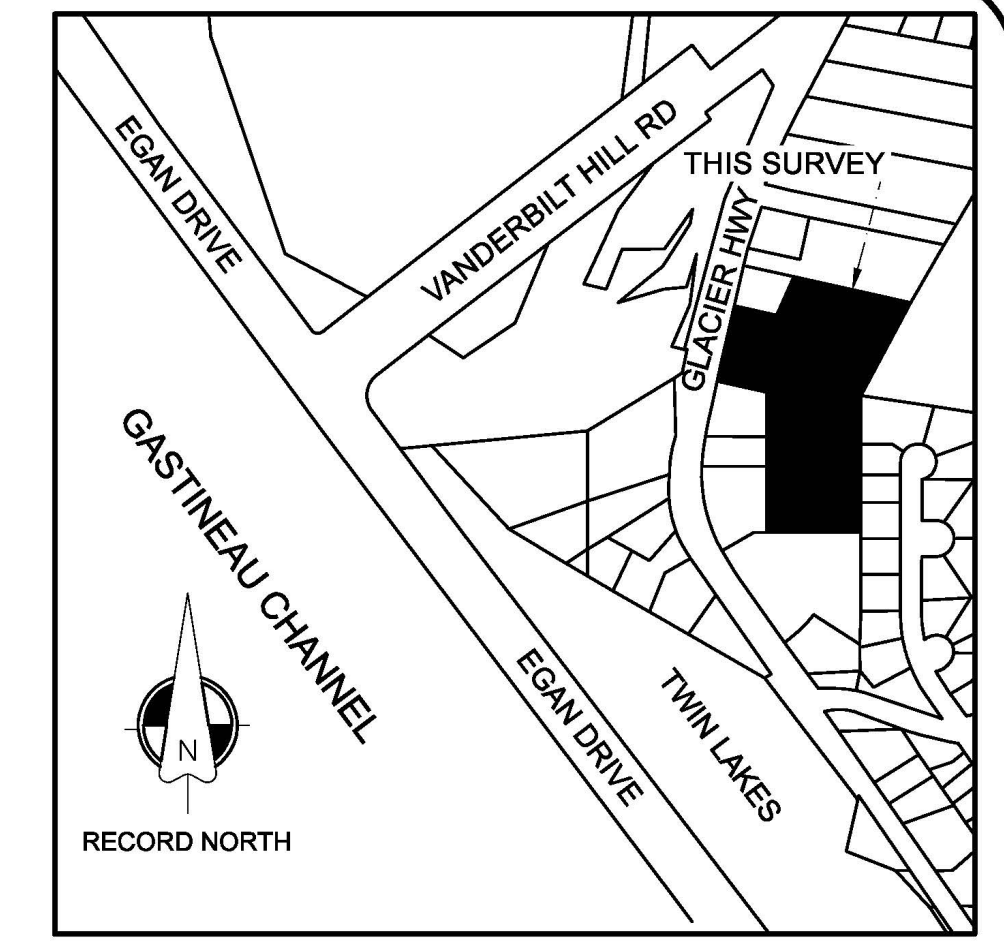 EGAN DRIVE
VANDERBILT HILL RD
THIS SURVEY
GLACIER HWY
GASTINEAU CHANNEL
EGAN DRIVE
TWIN LAKES
N
RECORD NORTH